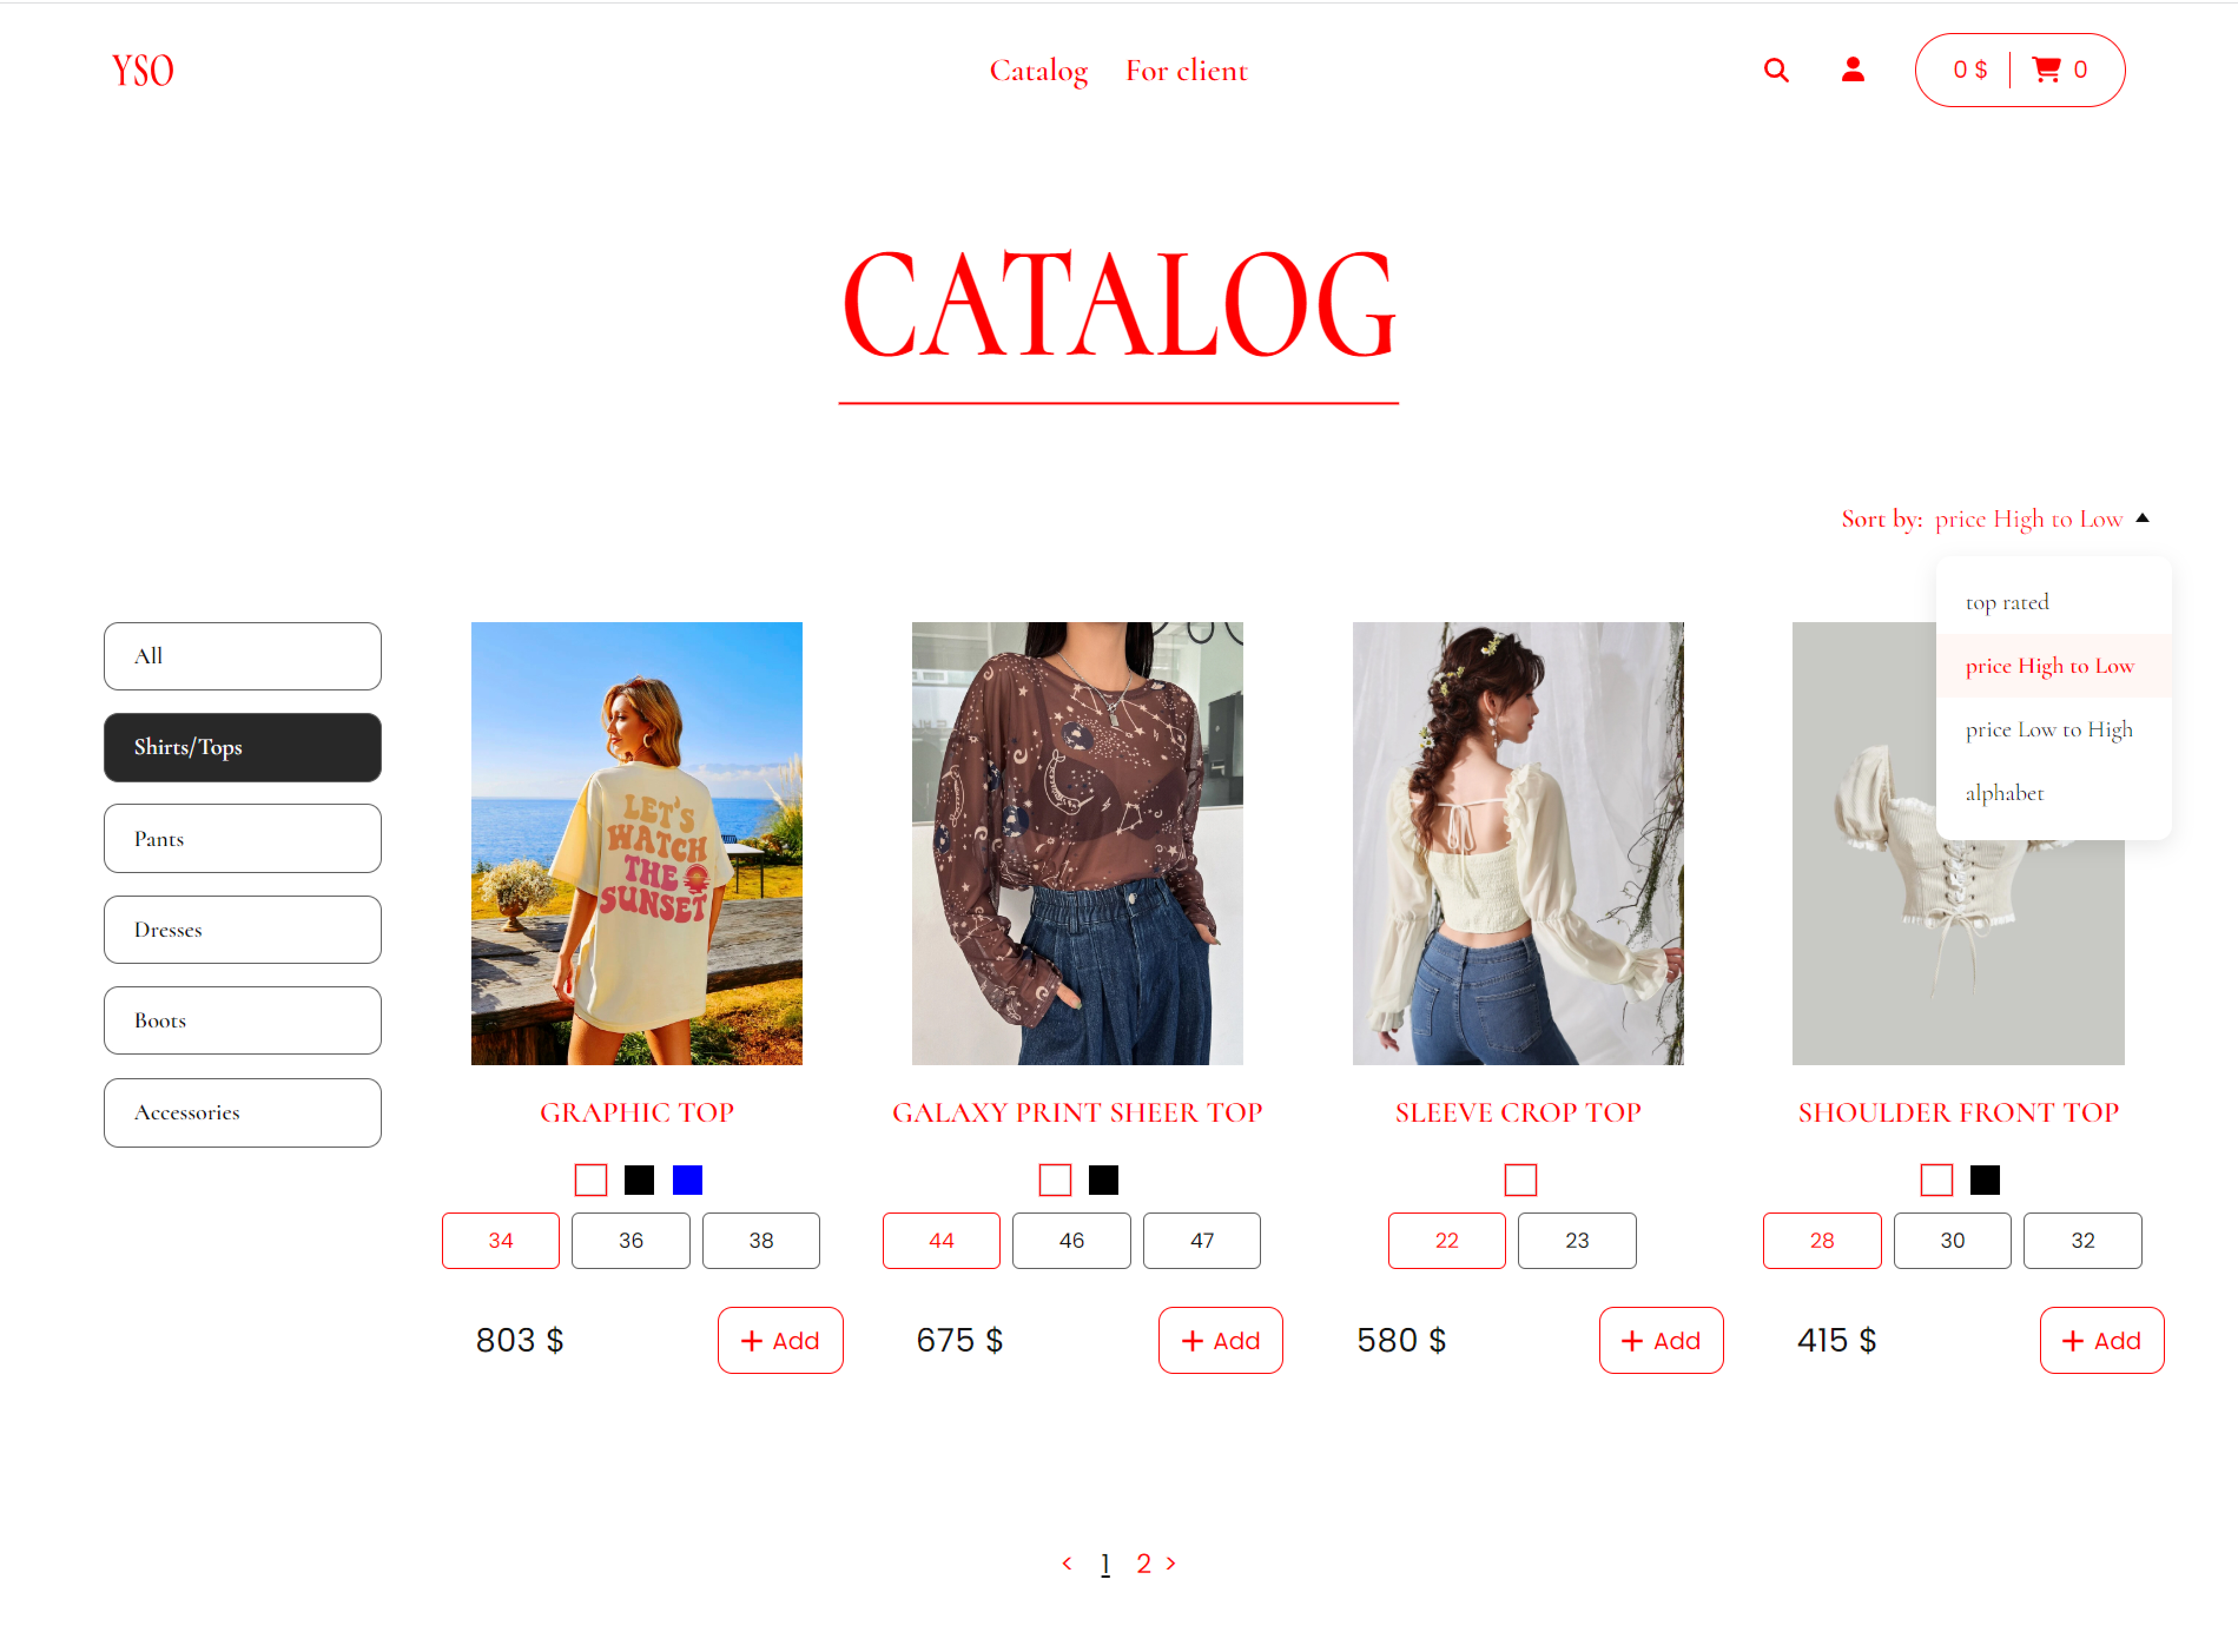 YSO
Catalog For client
0 $ 0
CATALOG
Sort by: price High to Low
top rated
price High to Low
price Low to High
alphabet
All
Shirts/Tops
Pants
Dresses
Boots
Accessories
LET'S
WATCH
THE
SUNSET
GRAPHIC TOP
34 36 38
803 $ + Add
GALAXY PRINT SHEER TOP
44 46 47
675 $ + Add
SLEEVE CROP TOP
22 23
580 $ + Add
SHOULDER FRONT TOP
28 30 32
415 $ + Add
< 1 2 >